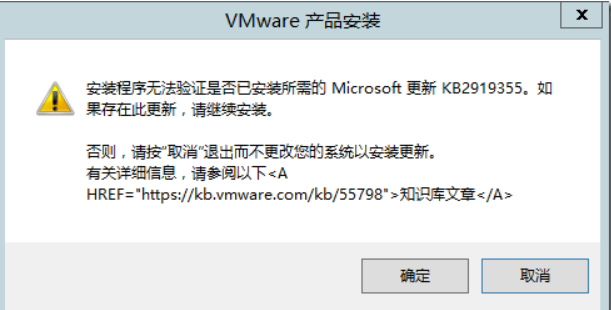 VMware 产品安装
x
安装程序无法验证是否已安装所需的 Microsoft 更新 KB2919355。如
果存在此更新，请继续安装。
否则，请按"取消"退出而不更改您的系统以安装更新。
有关详细信息，请参阅以下<A
HREF="https://kb.vmware.com/kb/55798">知识库文章</A>
确定
取消